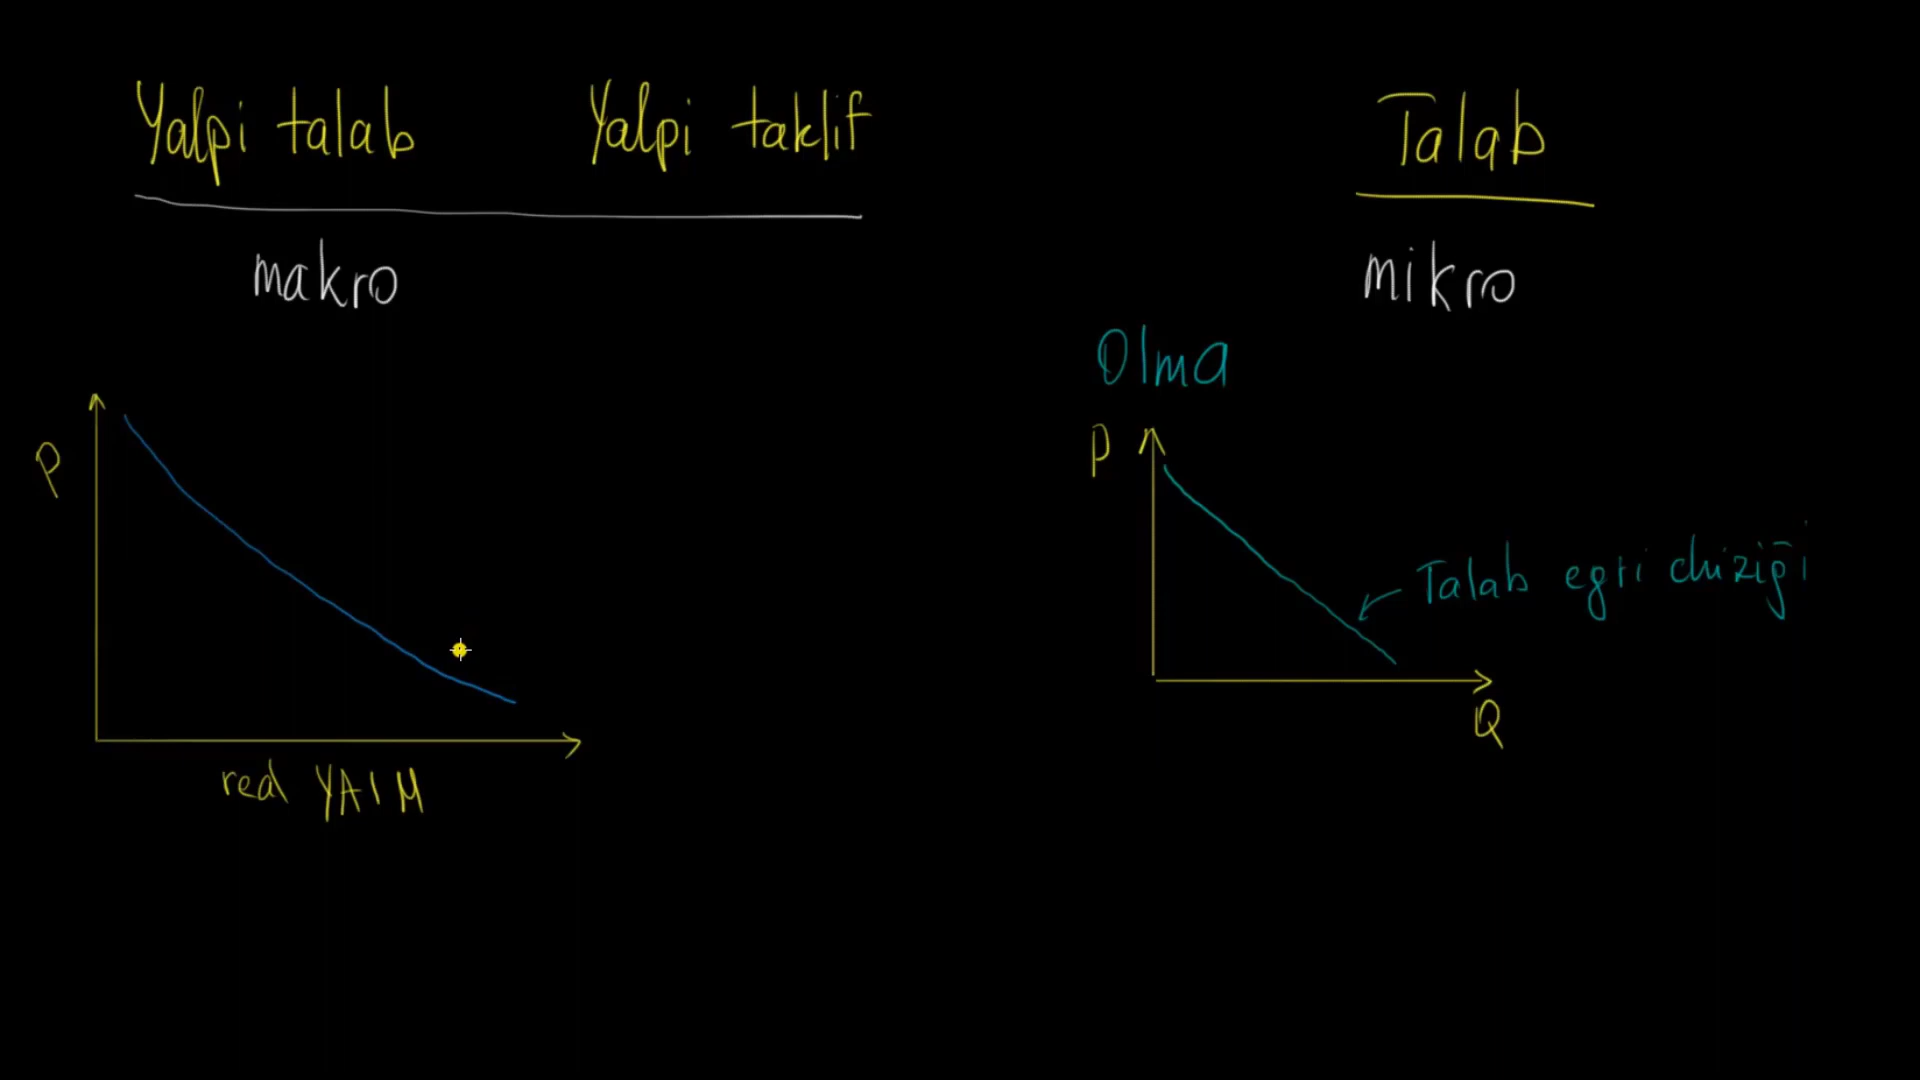 Yalpi talab Yalpi taklif
makro
P
real YAIM
Talab
mikro
Olma
P
Talab egri chizig̃i
Q